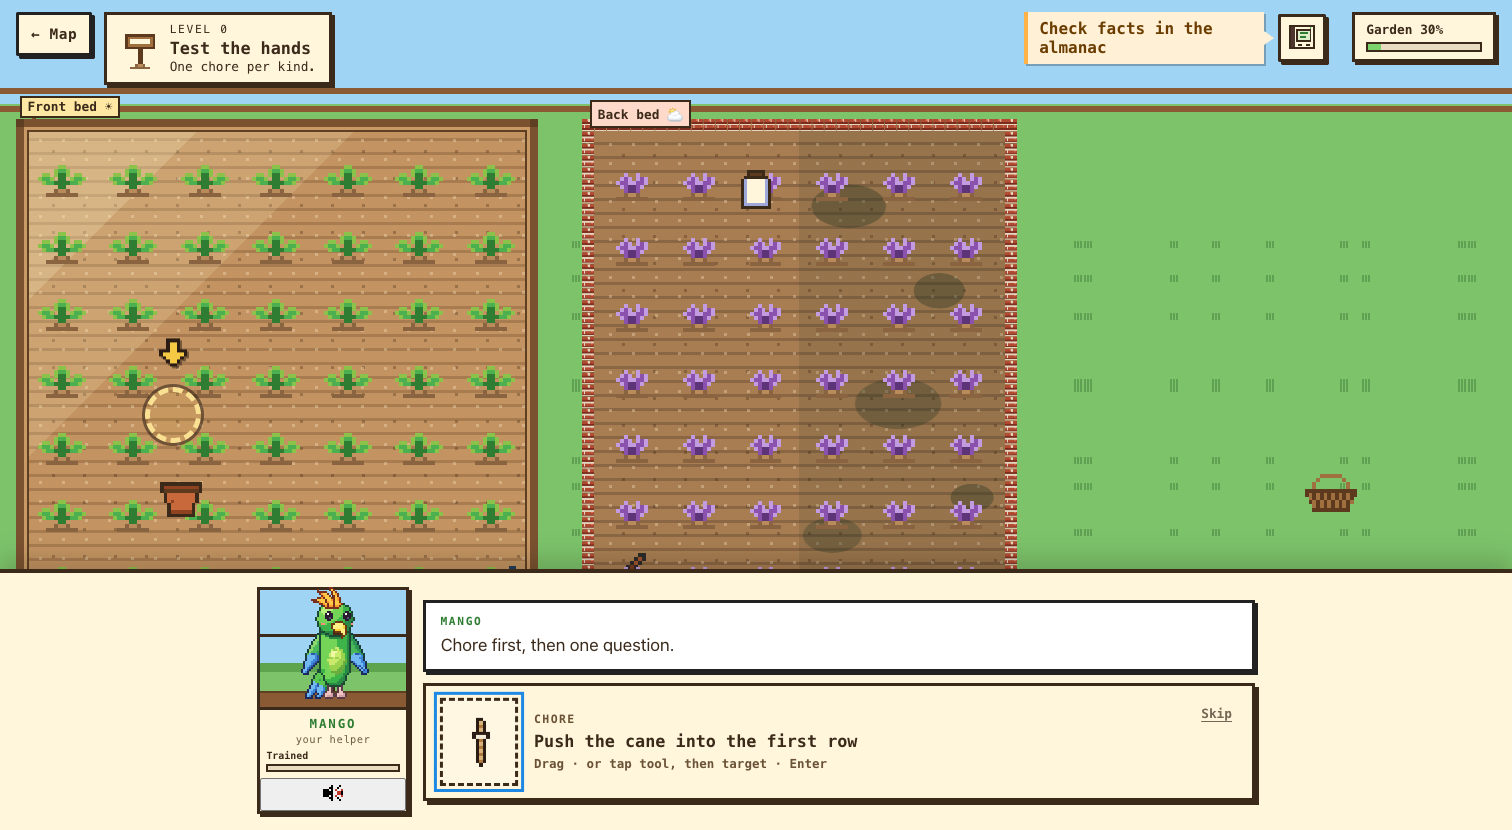 ← Map
LEVEL 0
Test the hands
One chore per kind.
Check facts in the
almanac
Garden 30%
Front bed ☀
Back bed ⛅
MANGO
Chore first, then one question.
MANGO
your helper
Trained
CHORE
Push the cane into the first row
Drag · or tap tool, then target · Enter
Skip